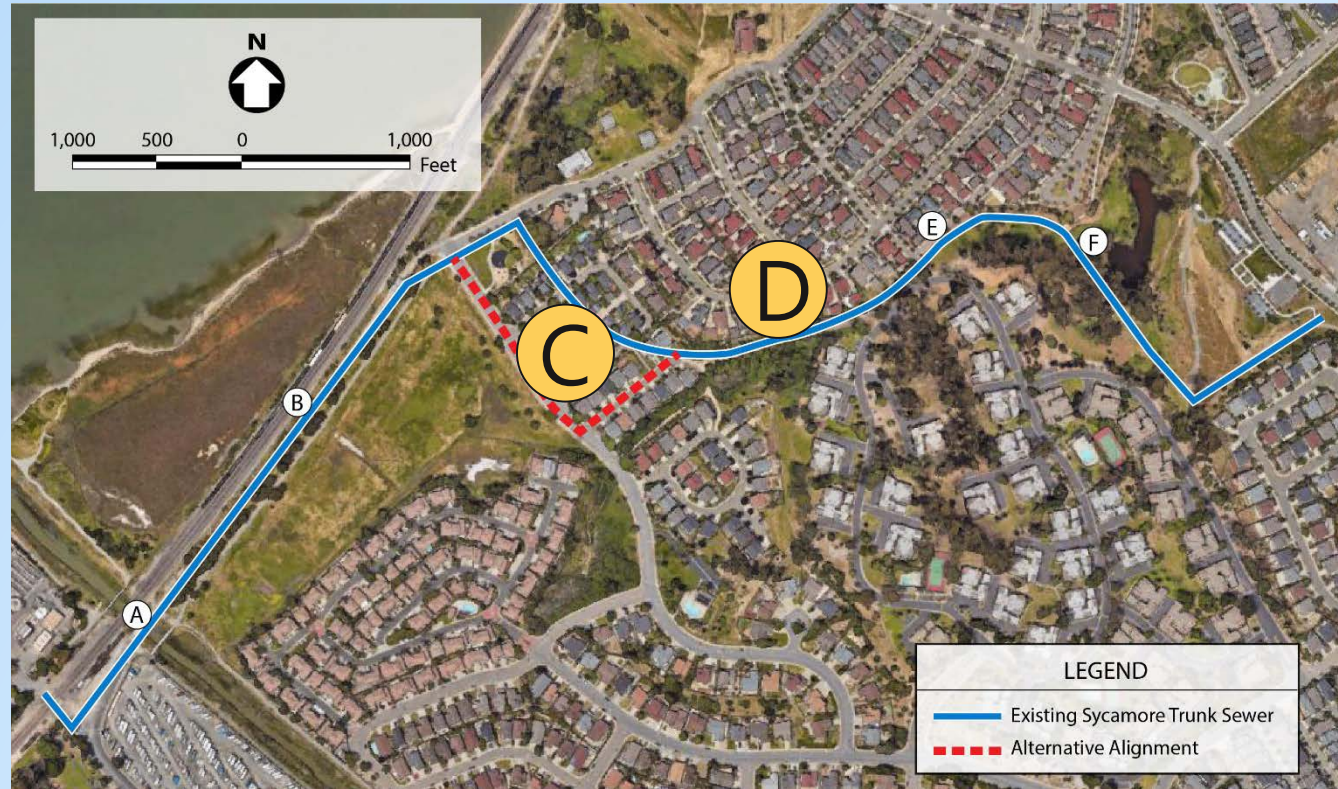 N
1,000 500 0 1,000
Feet
E
D
F
C
B
A
LEGEND
Existing Sycamore Trunk Sewer
Alternative Alignment